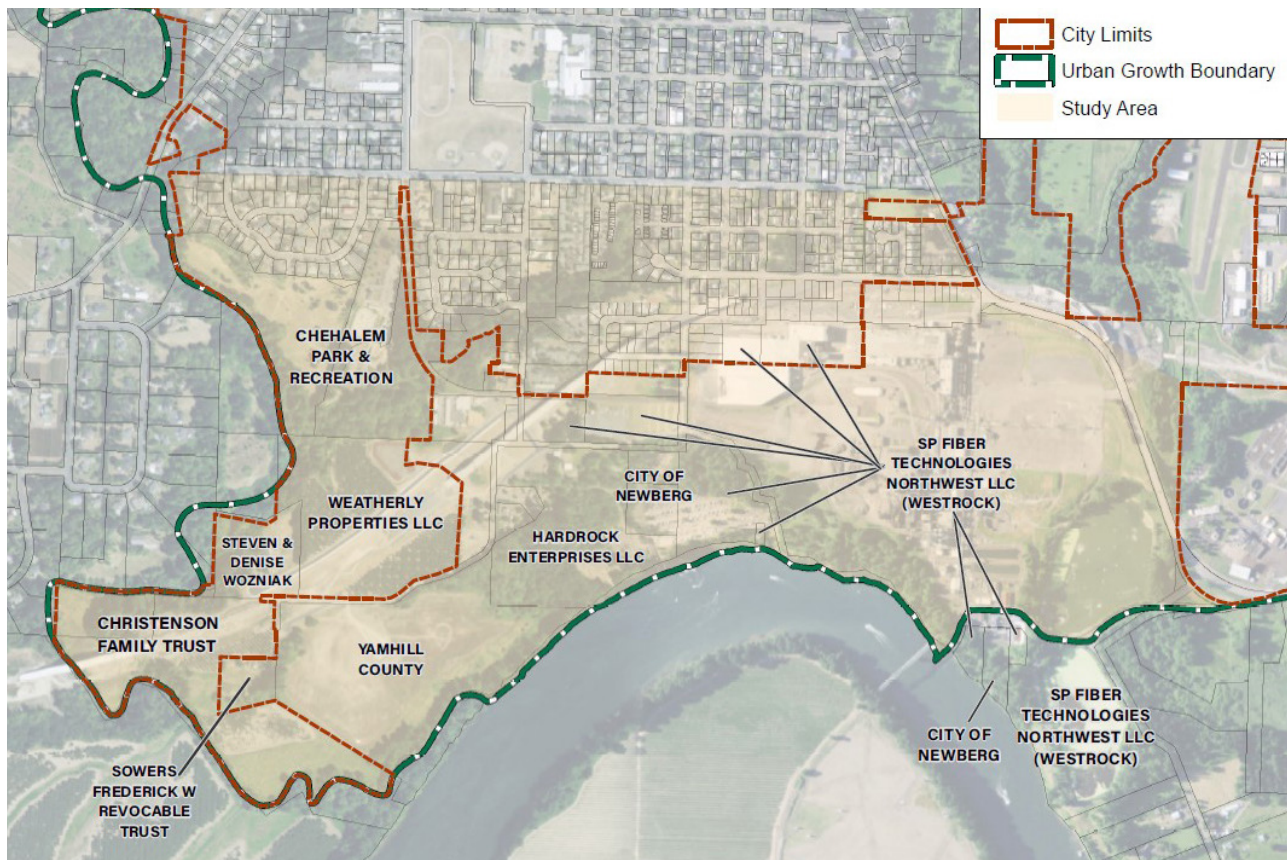 City Limits
Urban Growth Boundary
Study Area
CHEHALEM
PARK &
RECREATION
SP FIBER
TECHNOLOGIES
NORTHWEST LLC
(WESTROCK)
CITY OF
NEWBERG
WEATHERLY
PROPERTIES LLC
HARDROCK
ENTERPRISES LLC
STEVEN &
DENISE
WOZNIAK
CHRISTENSON
FAMILY TRUST
YAMHILL
COUNTY
SP FIBER
TECHNOLOGIES
NORTHWEST LLC
(WESTROCK)
CITY OF
NEWBERG
SOWERS
FREDERICK W
REVOCABLE
TRUST